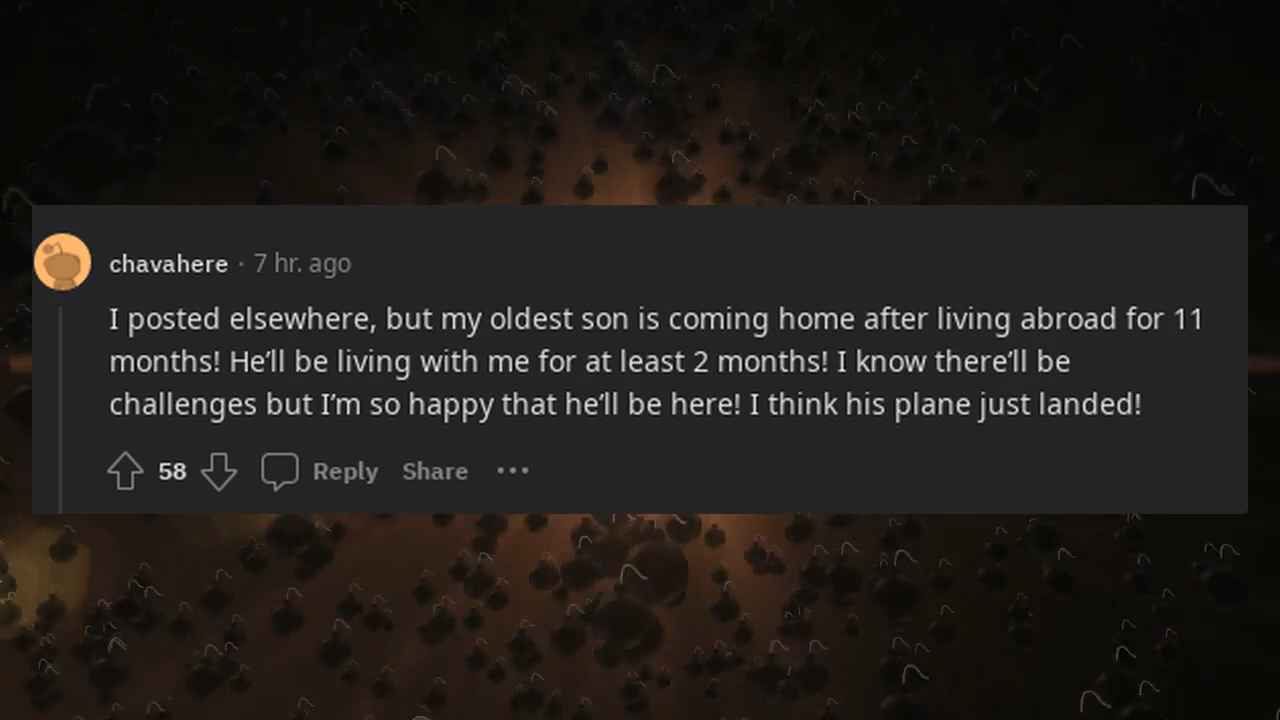 chavahere · 7 hr. ago
I posted elsewhere, but my oldest son is coming home after living abroad for 11
months! He’ll be living with me for at least 2 months! I know there’ll be
challenges but I’m so happy that he’ll be here! I think his plane just landed!
58 Reply Share •••